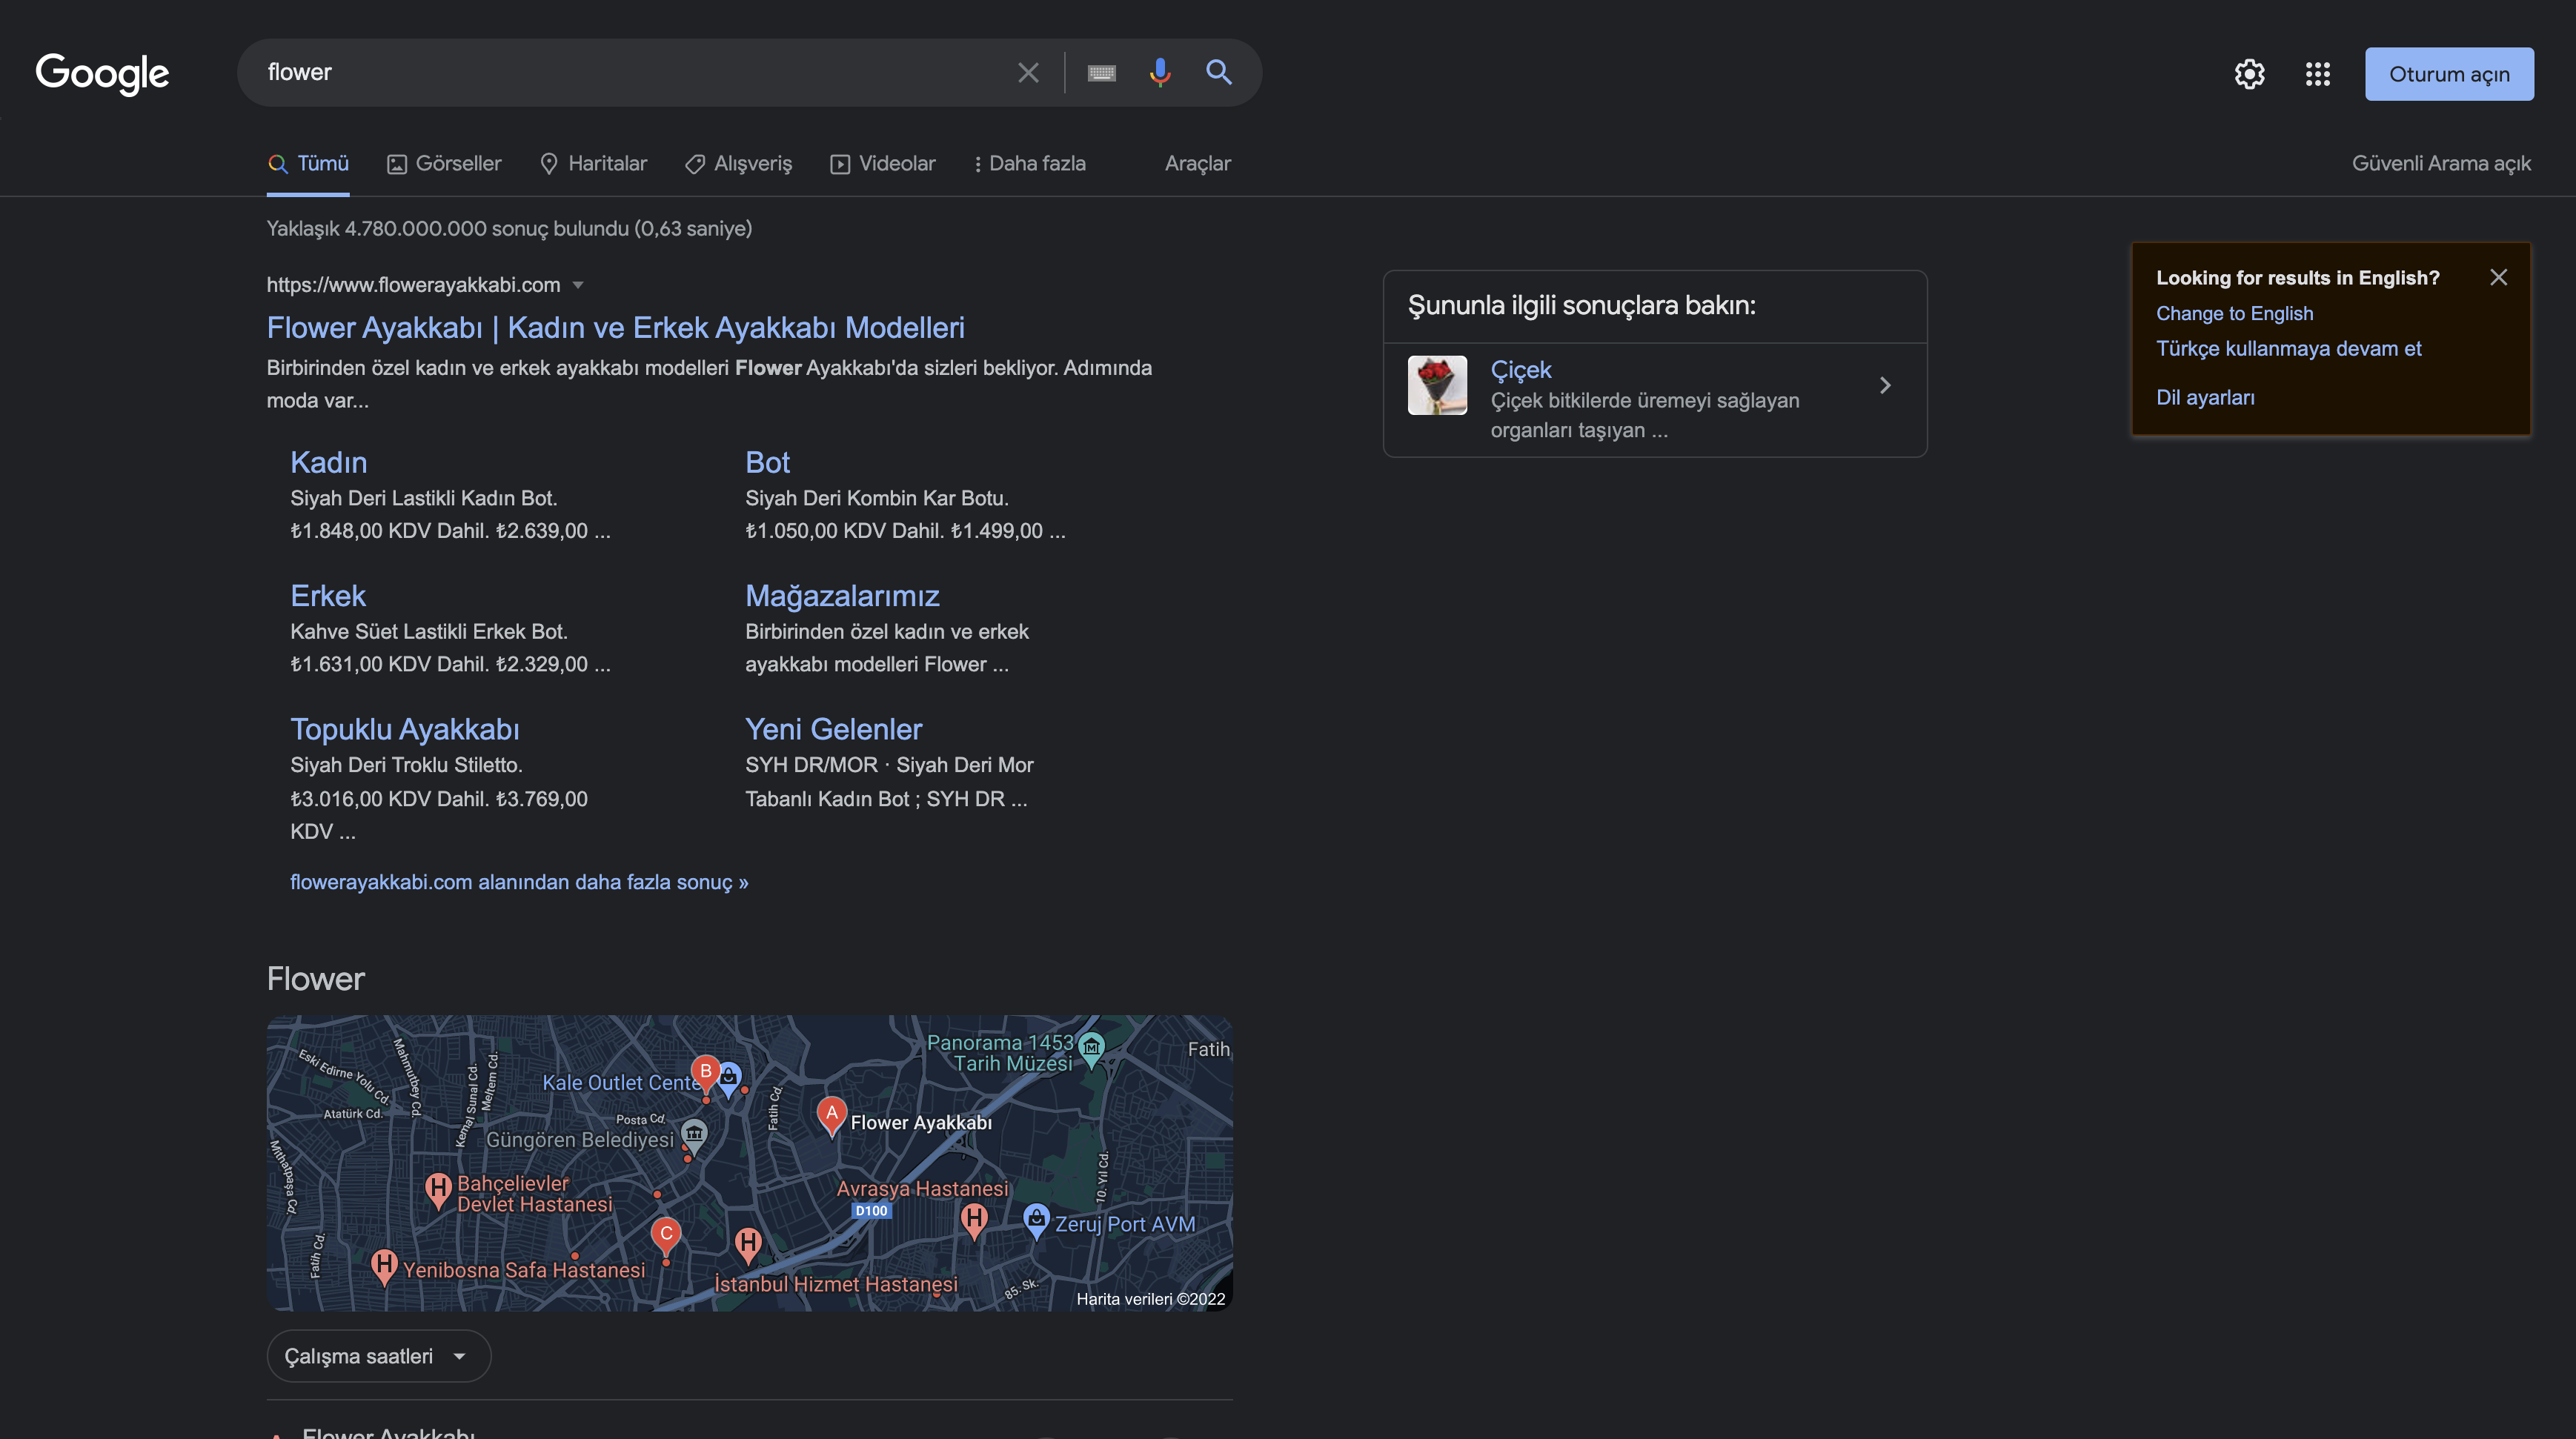 Google
flower
Oturum açın
Tümü
Görseller
Haritalar
Alışveriş
Videolar
Daha fazla
Araçlar
Güvenli Arama açık
Yaklaşık 4.780.000.000 sonuç bulundu (0,63 saniye)
https://www.flowerayakkabi.com
Flower Ayakkabı | Kadın ve Erkek Ayakkabı Modelleri
Birbirinden özel kadın ve erkek ayakkabı modelleri Flower Ayakkabı'da sizleri bekliyor. Adımında
moda var...
Kadın
Siyah Deri Lastikli Kadın Bot.
₺1.848,00 KDV Dahil. ₺2.639,00 ...
Bot
Siyah Deri Kombin Kar Botu.
₺1.050,00 KDV Dahil. ₺1.499,00 ...
Erkek
Kahve Süet Lastikli Erkek Bot.
₺1.631,00 KDV Dahil. ₺2.329,00 ...
Mağazalarımız
Birbirinden özel kadın ve erkek
ayakkabı modelleri Flower ...
Topuklu Ayakkabı
Siyah Deri Troklu Stiletto.
₺3.016,00 KDV Dahil. ₺3.769,00
KDV ...
Yeni Gelenler
SYH DR/MOR · Siyah Deri Mor
Tabanlı Kadın Bot ; SYH DR ...
flowerayakkabi.com alanından daha fazla sonuç »
Şununla ilgili sonuçlara bakın:
Çiçek
Çiçek bitkilerde üremeyi sağlayan
organları taşıyan ...
Looking for results in English?
Change to English
Türkçe kullanmaya devam et
Dil ayarları
Flower
Panorama 1453
Tarih Müzesi
Fatih
Eski Edirne Yolu Cd.
Mahmutbey Cd.
Kemal Sunal Cd.
Meltem Cd.
Kale Outlet Cente
B
Atatürk Cd.
Posta Cd.
Fatih Cd.
A
Flower Ayakkabı
Güngören Belediyesi
Mithatpaşa Cd.
H
Bahçelievler
Devlet Hastanesi
Avrasya Hastanesi
10. Yıl Cd.
D100
H
Zeruj Port AVM
C
H
Fatih Cd.
H
Yenibosna Safa Hastanesi
İstanbul Hizmet Hastanesi
85. Sk.
Harita verileri ©2022
Çalışma saatleri
Flower Ayakkabı